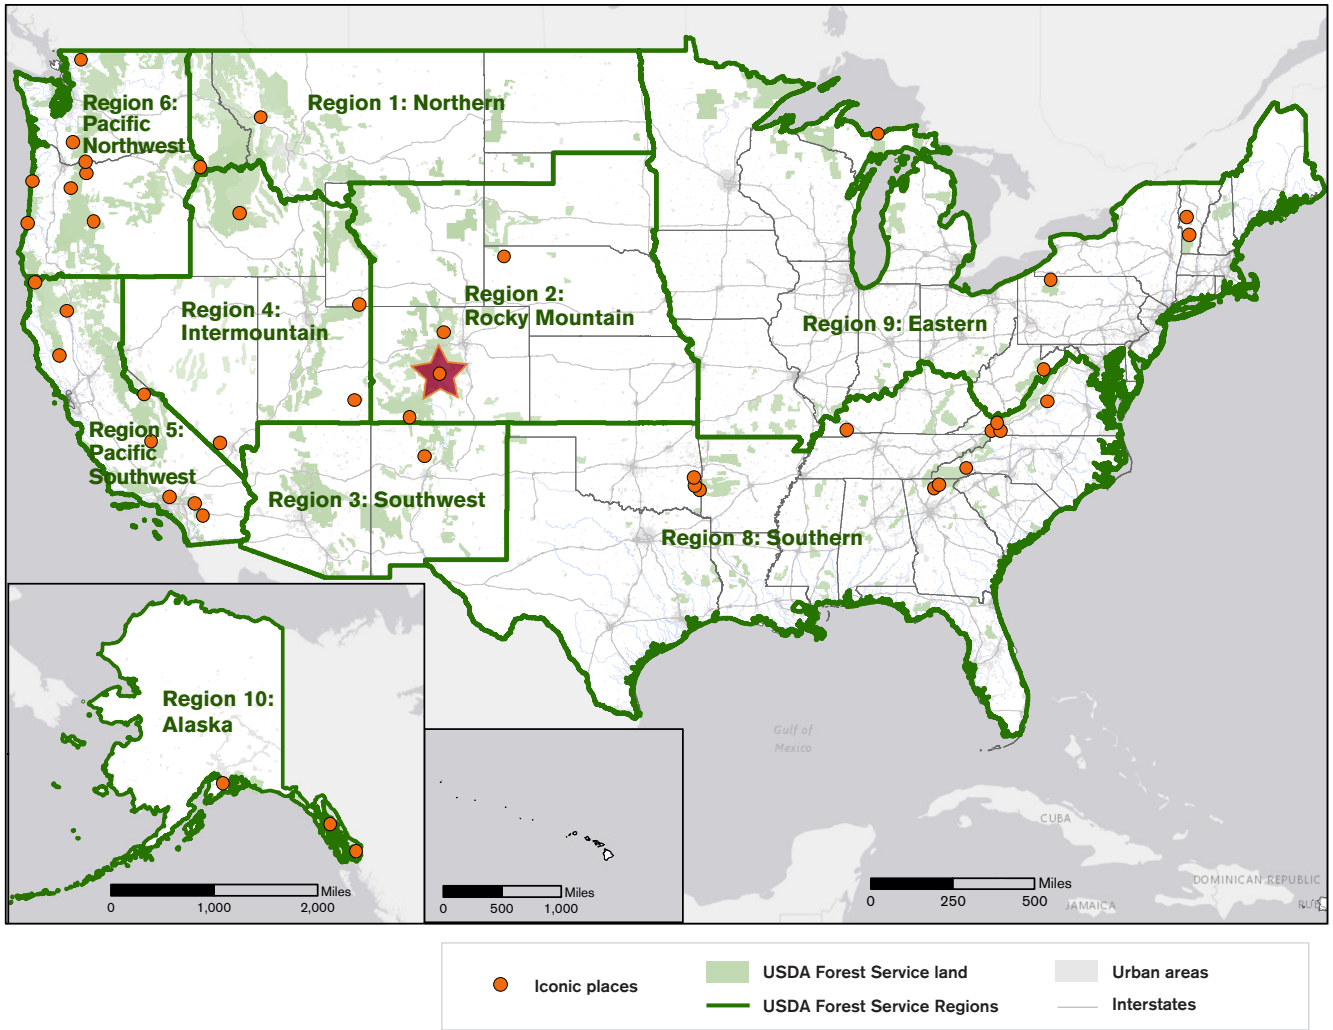 Region 6:
Pacific
Northwest
Region 1: Northern
Region 4:
Intermountain
Region 2:
Rocky Mountain
Region 9: Eastern
Region 5:
Pacific
Southwest
Region 3: Southwest
Region 8: Southern
Region 10:
Alaska
Gulf of
Mexico
CUBA
DOMINICAN REPUBLIC
JAMAICA
Miles
0 1,000 2,000
Miles
0 500 1,000
Miles
0 250 500
Iconic places
USDA Forest Service land
USDA Forest Service Regions
Urban areas
Interstates